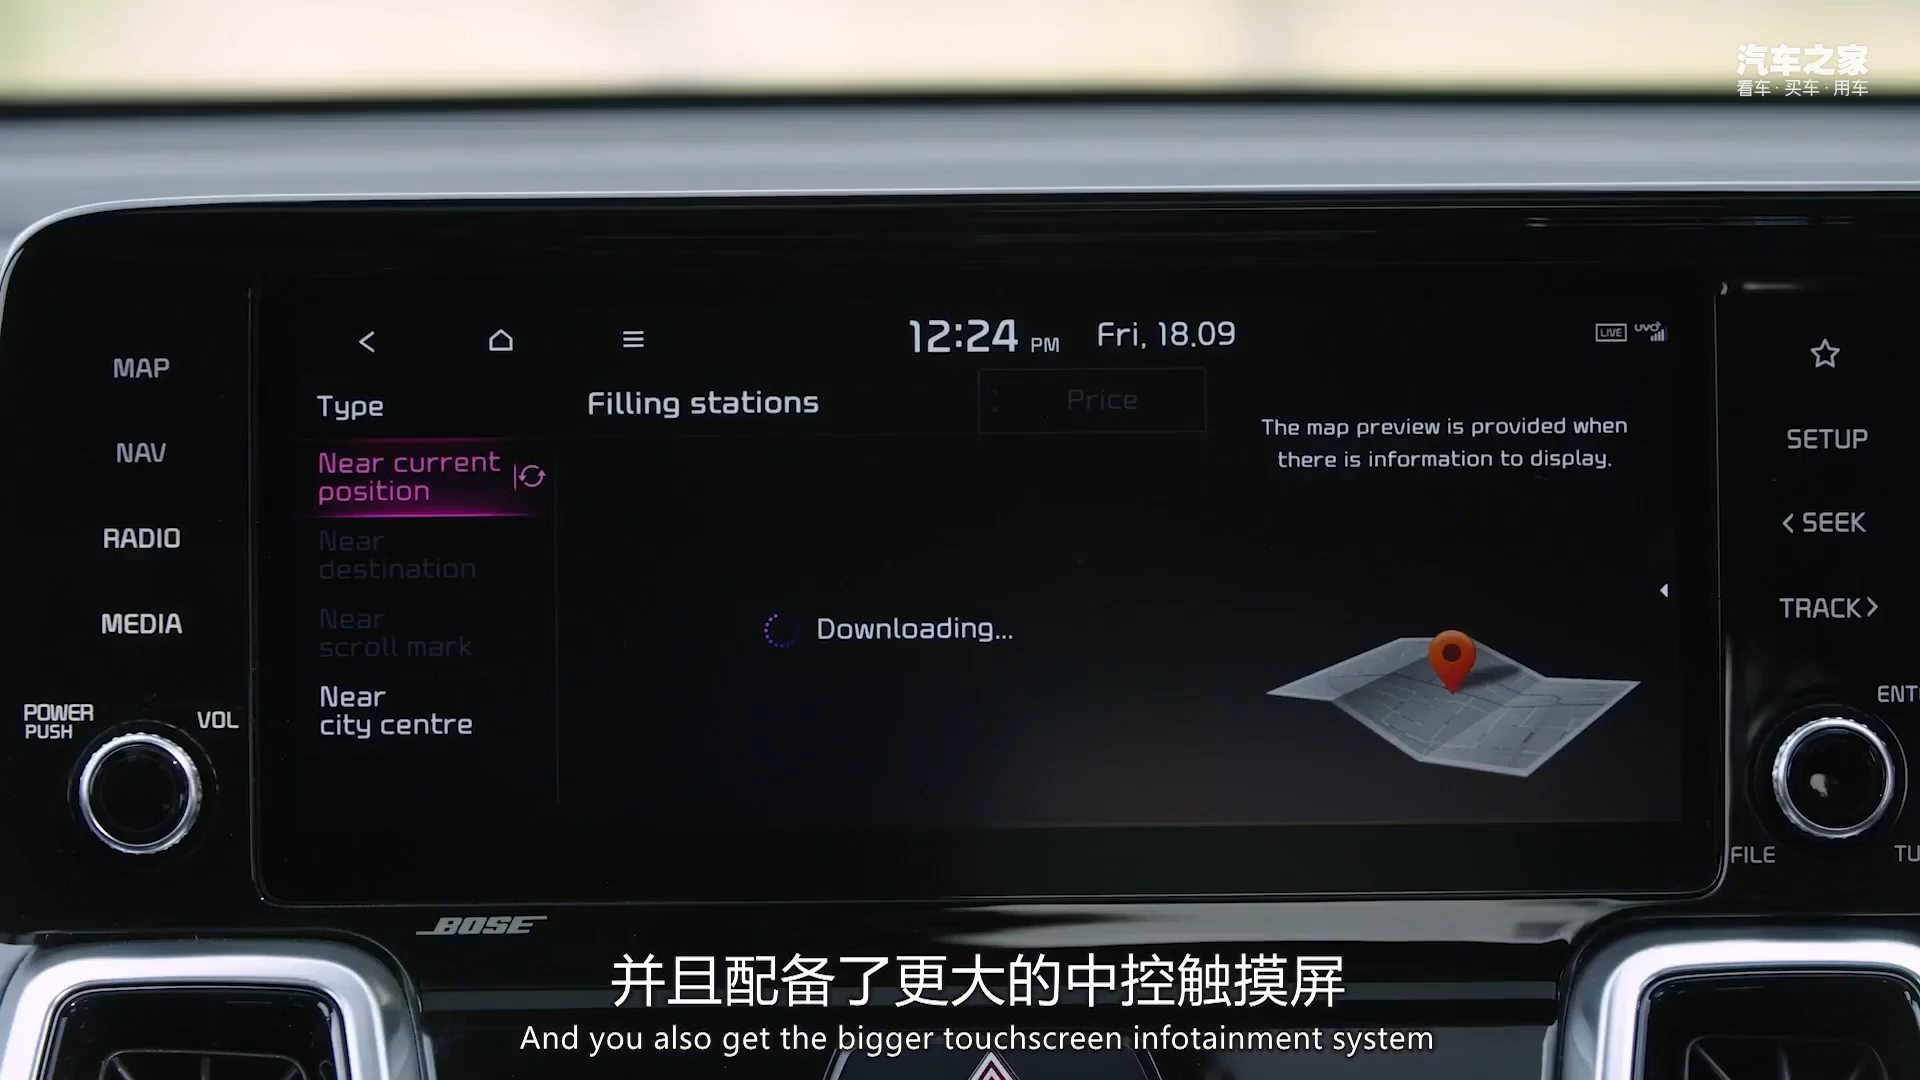 汽车之家
看车·买车·用车
12:24 PM Fri, 18.09
LIVE UVO
MAP
NAV
RADIO
MEDIA
POWER
PUSH
VOL
Type
Near current
position
Near
destination
Near
scroll mark
Near
city centre
Filling stations
Price
Downloading...
The map preview is provided when
there is information to display.
SETUP
< SEEK
TRACK >
ENT
FILE
TU
BOSE
并且配备了更大的中控触摸屏
And you also get the bigger touchscreen infotainment system